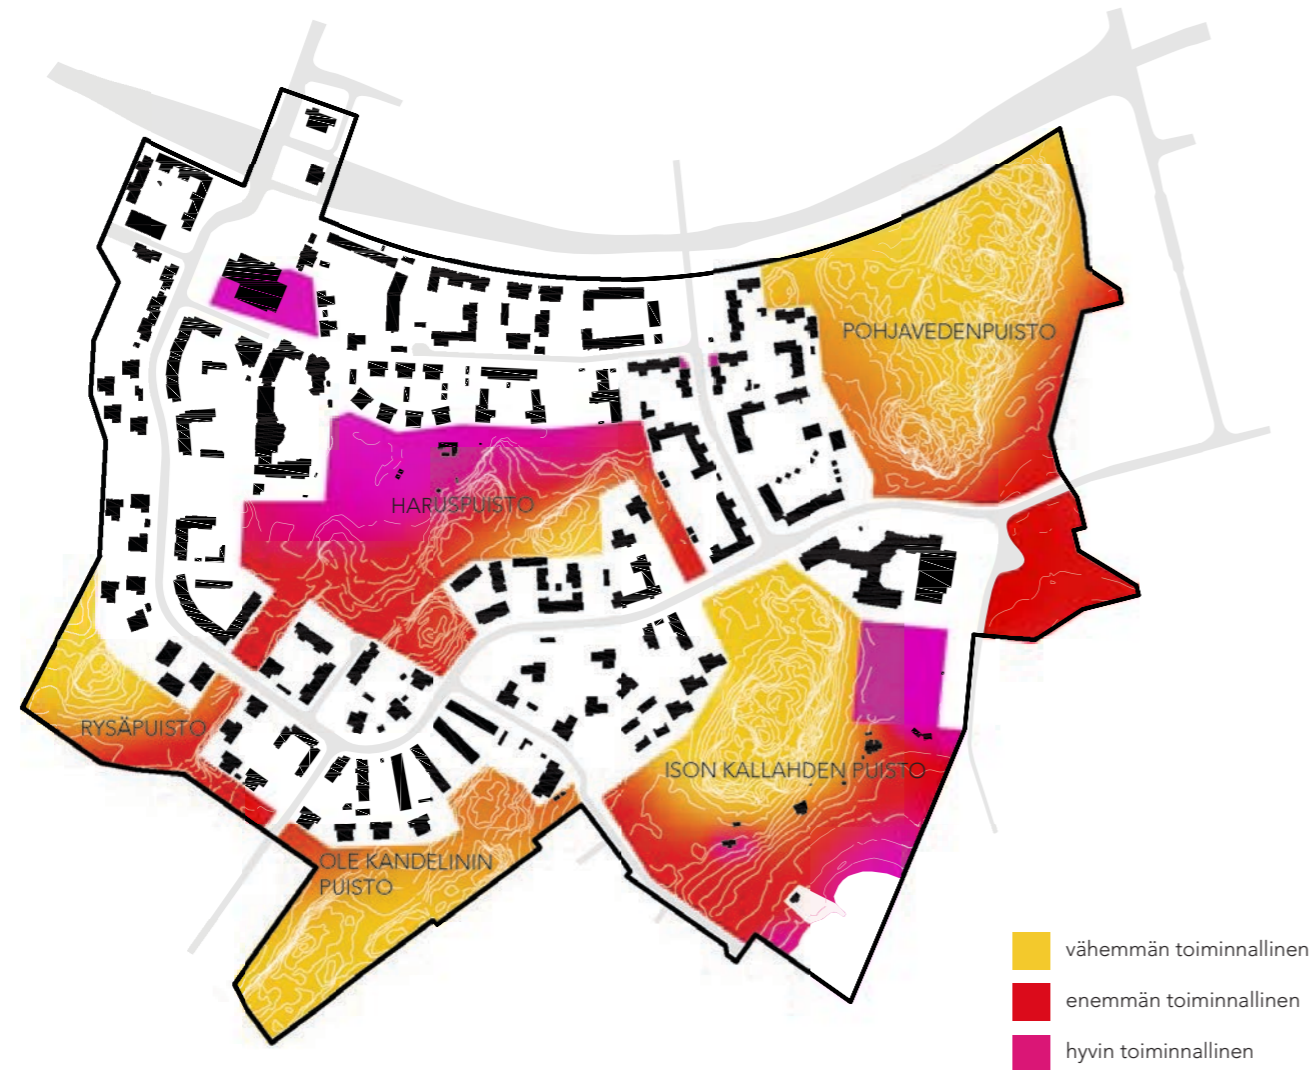 POHJAVEDENPUISTO
HARUSPUISTO
RYSÄPUISTO
ISON KALLAHDEN PUISTO
OLE KANDELININ
PUISTO
vähemmän toiminnallinen
enemmän toiminnallinen
hyvin toiminnallinen